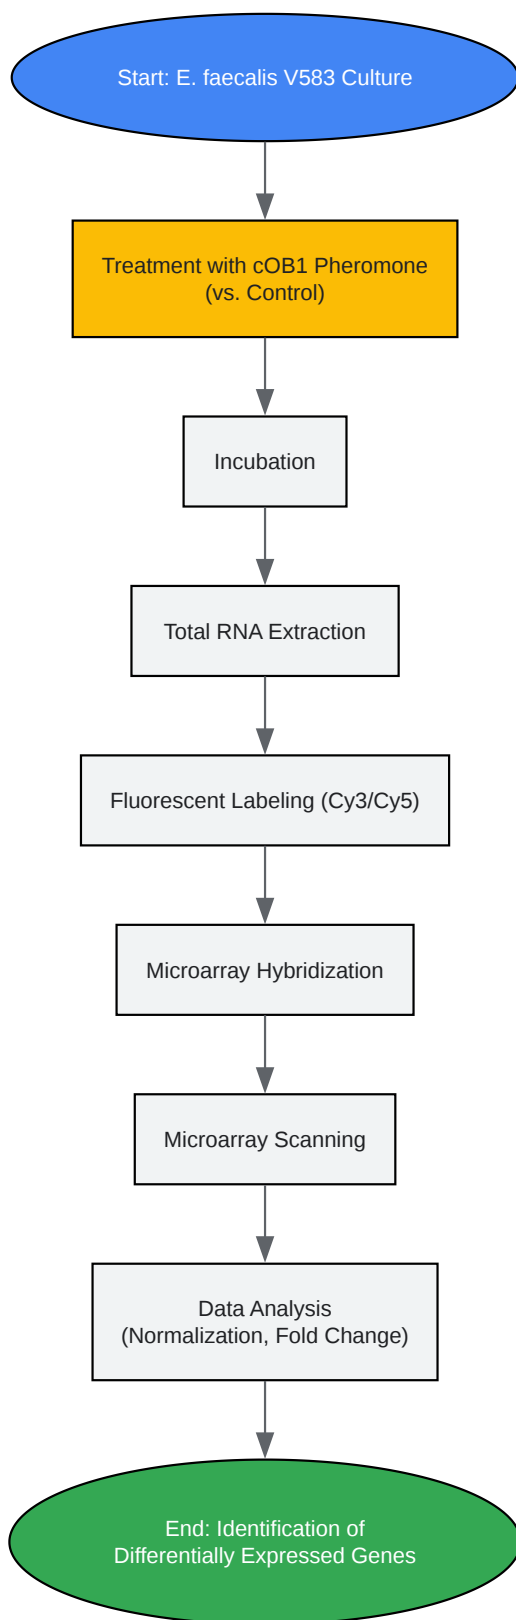 Start: E. faecalis V583 Culture
Treatment with cOB1 Pheromone
(vs. Control)
Incubation
Total RNA Extraction
Fluorescent Labeling (Cy3/Cy5)
Microarray Hybridization
Microarray Scanning
Data Analysis
(Normalization, Fold Change)
End: Identification of
Differentially Expressed Genes